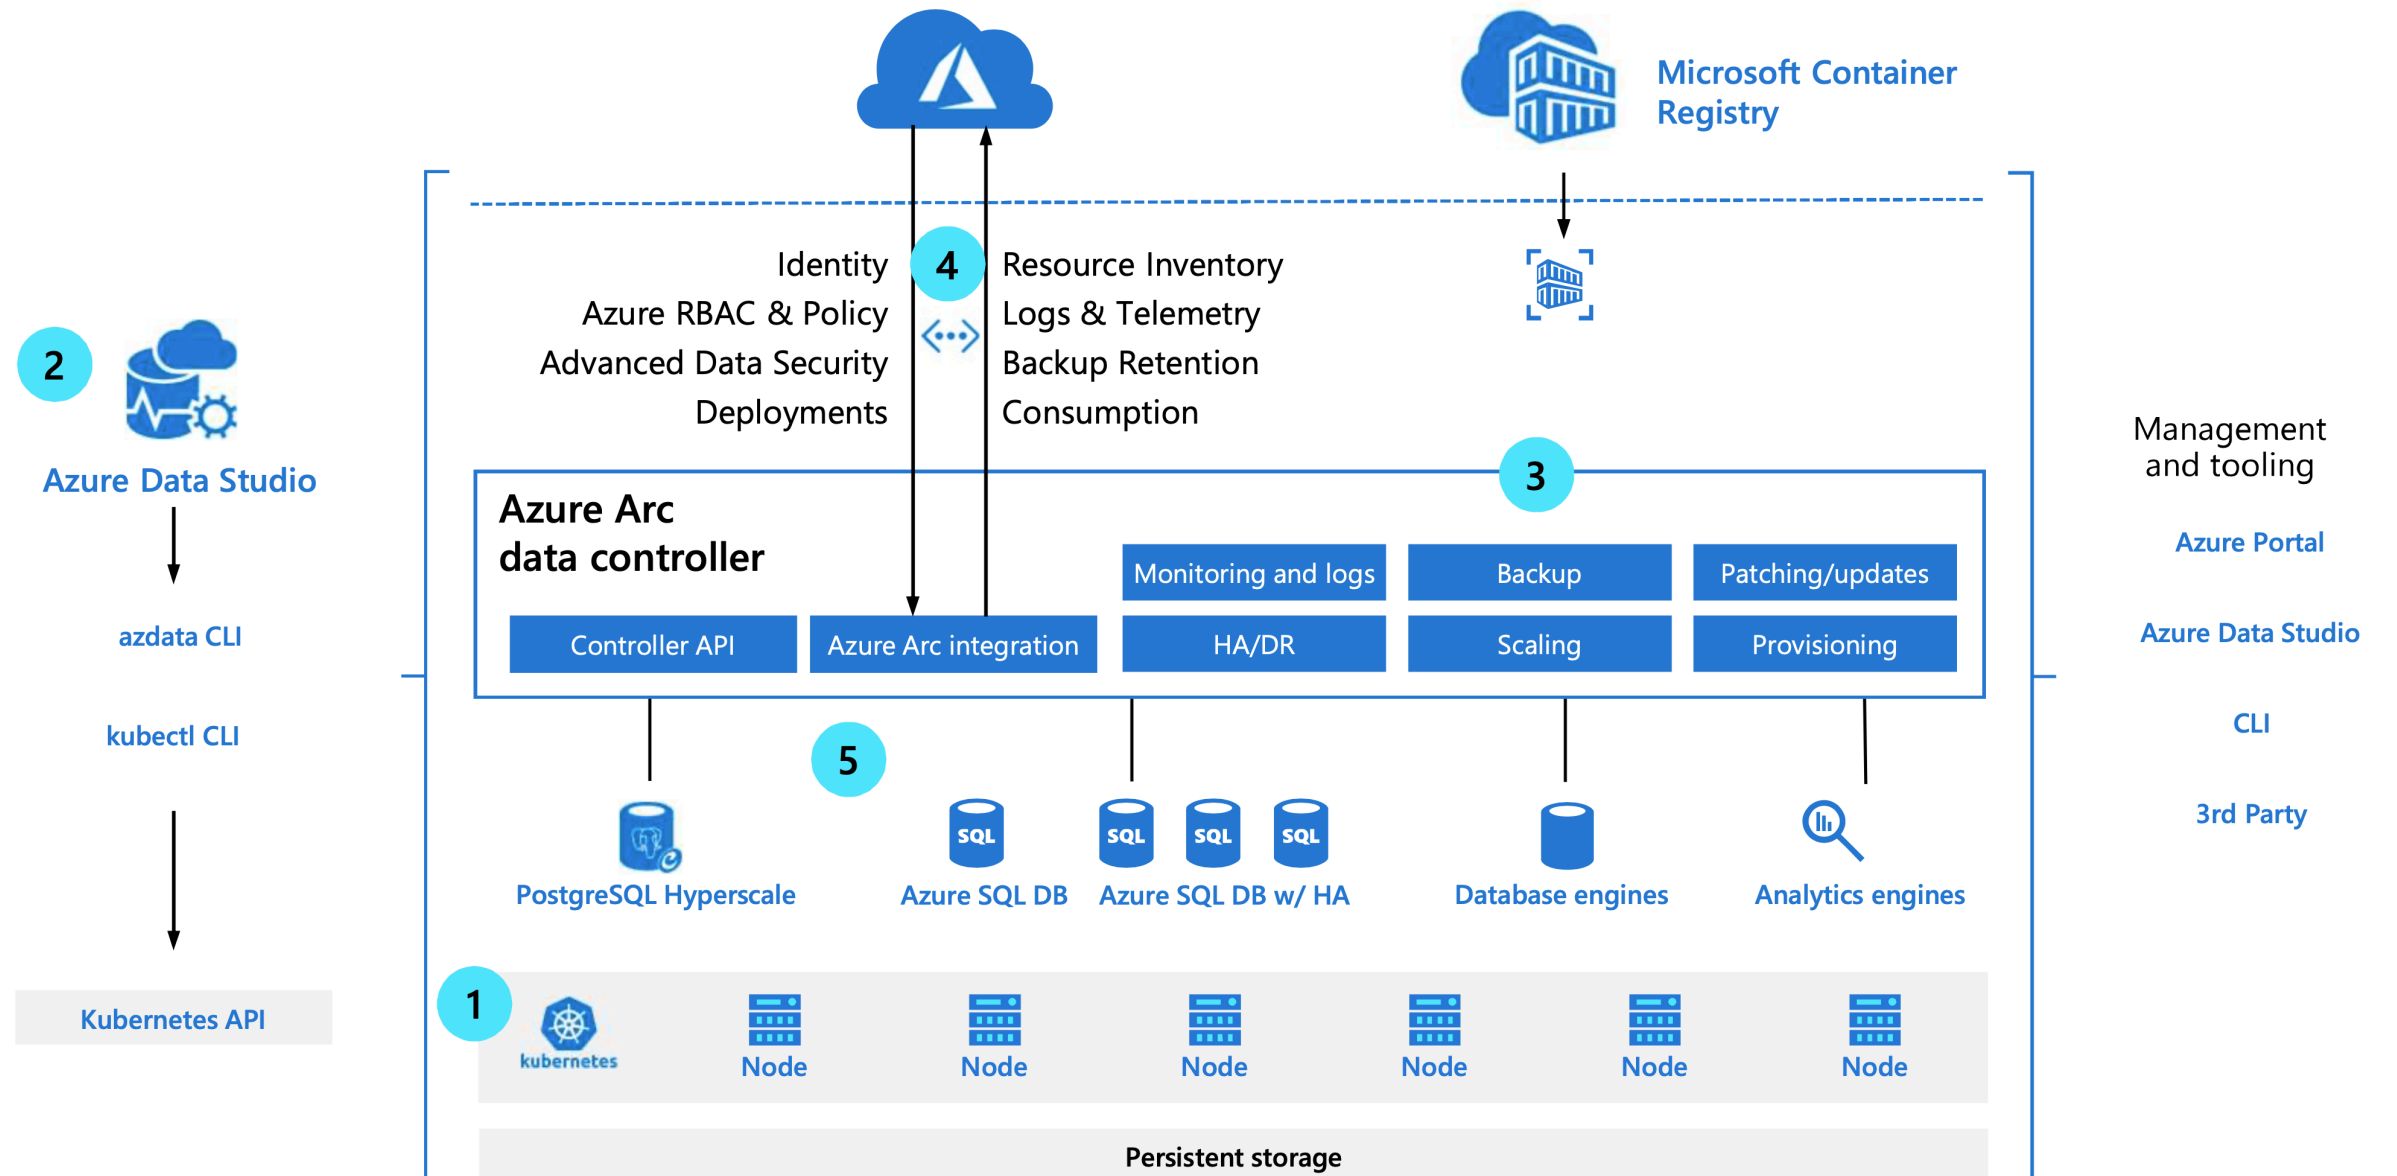 Microsoft Container
Registry
4
Identity
Azure RBAC & Policy
Advanced Data Security
Deployments
Resource Inventory
Logs & Telemetry
Backup Retention
Consumption
2
Azure Data Studio
azdata CLI
kubectl CLI
Kubernetes API
3
Azure Arc
data controller
Monitoring and logs
Backup
Patching/updates
Controller API
Azure Arc integration
HA/DR
Scaling
Provisioning
5
PostgreSQL Hyperscale
SQL
Azure SQL DB
SQL
SQL
SQL
Azure SQL DB w/ HA
Database engines
Analytics engines
1
kubernetes
Node
Node
Node
Node
Node
Node
Persistent storage
Management
and tooling
Azure Portal
Azure Data Studio
CLI
3rd Party